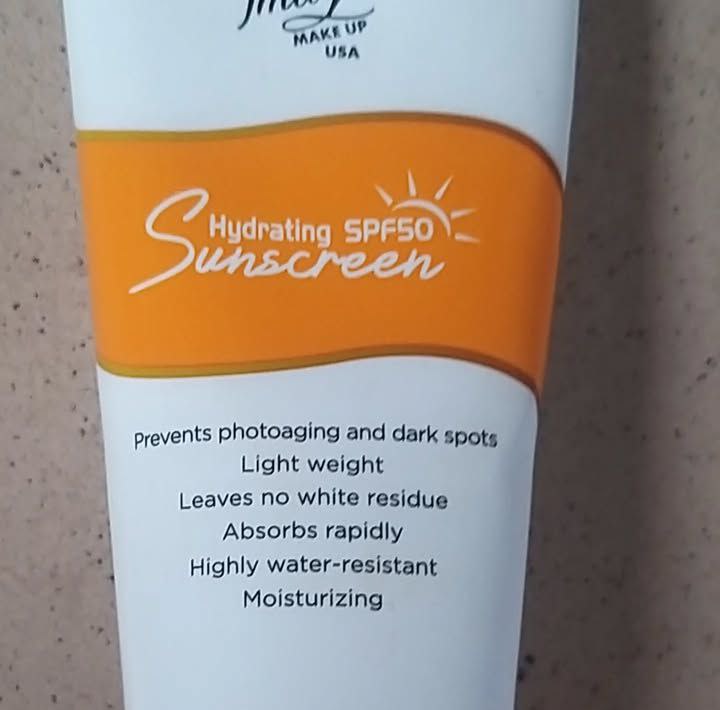 MAKE UP
USA
Hydrating SPF50
Sunscreen
Prevents photoaging and dark spots
Light weight
Leaves no white residue
Absorbs rapidly
Highly water-resistant
Moisturizing